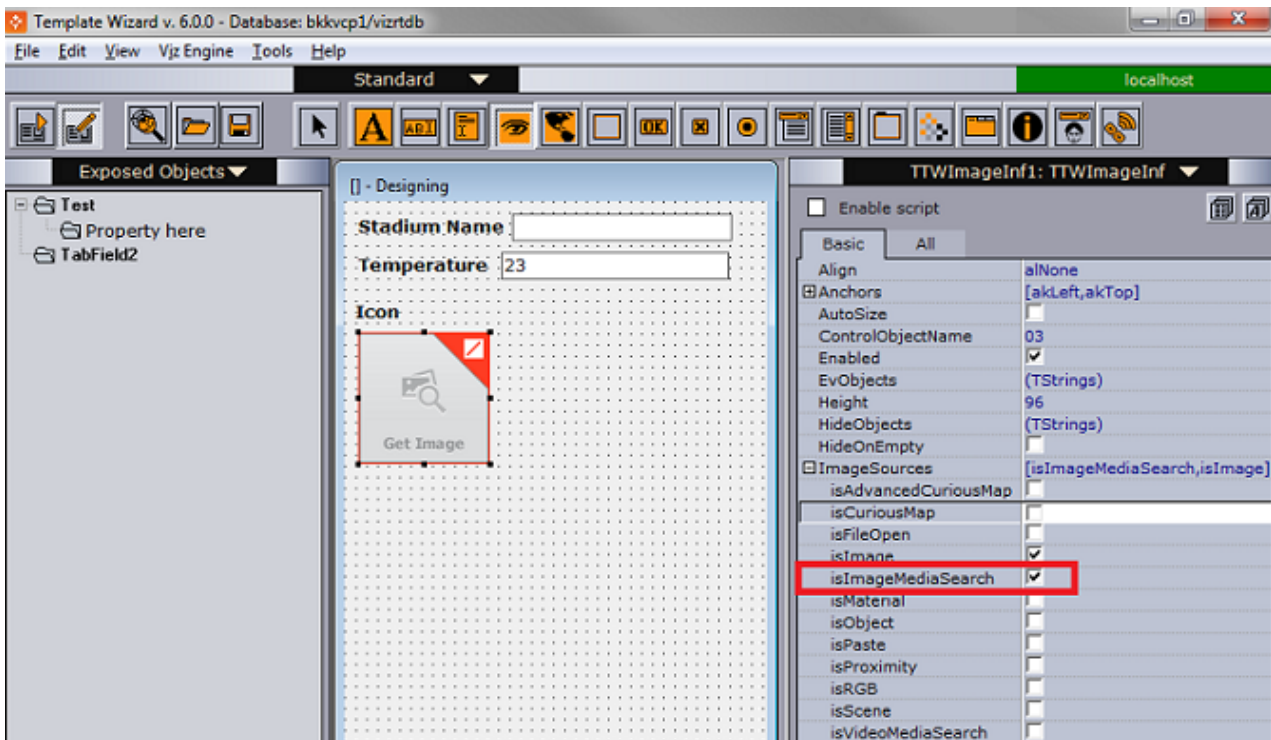 Template Wizard v. 6.0.0 - Database: bkkvcp1/vizrtdb
File Edit View Viz Engine Tools Help
Standard
localhost
A ABI I OK
Exposed Objects
Test
Property here
TabField2
[] - Designing
Stadium Name
Temperature 23
Icon
Get Image
TTWImageInf1: TTWImageInf
Enable script
A
Basic All
Align alNone
Anchors [akLeft,akTop]
AutoSize
ControlObjectName 03
Enabled
EvObjects (TStrings)
Height 96
HideObjects (TStrings)
HideOnEmpty
ImageSources [isImageMediaSearch,isImage]
isAdvancedCuriousMap
isCuriousMap
isFileOpen
isImage
isImageMediaSearch
isMaterial
isObject
isPaste
isProximity
isRGB
isScene
isVideoMediaSearch